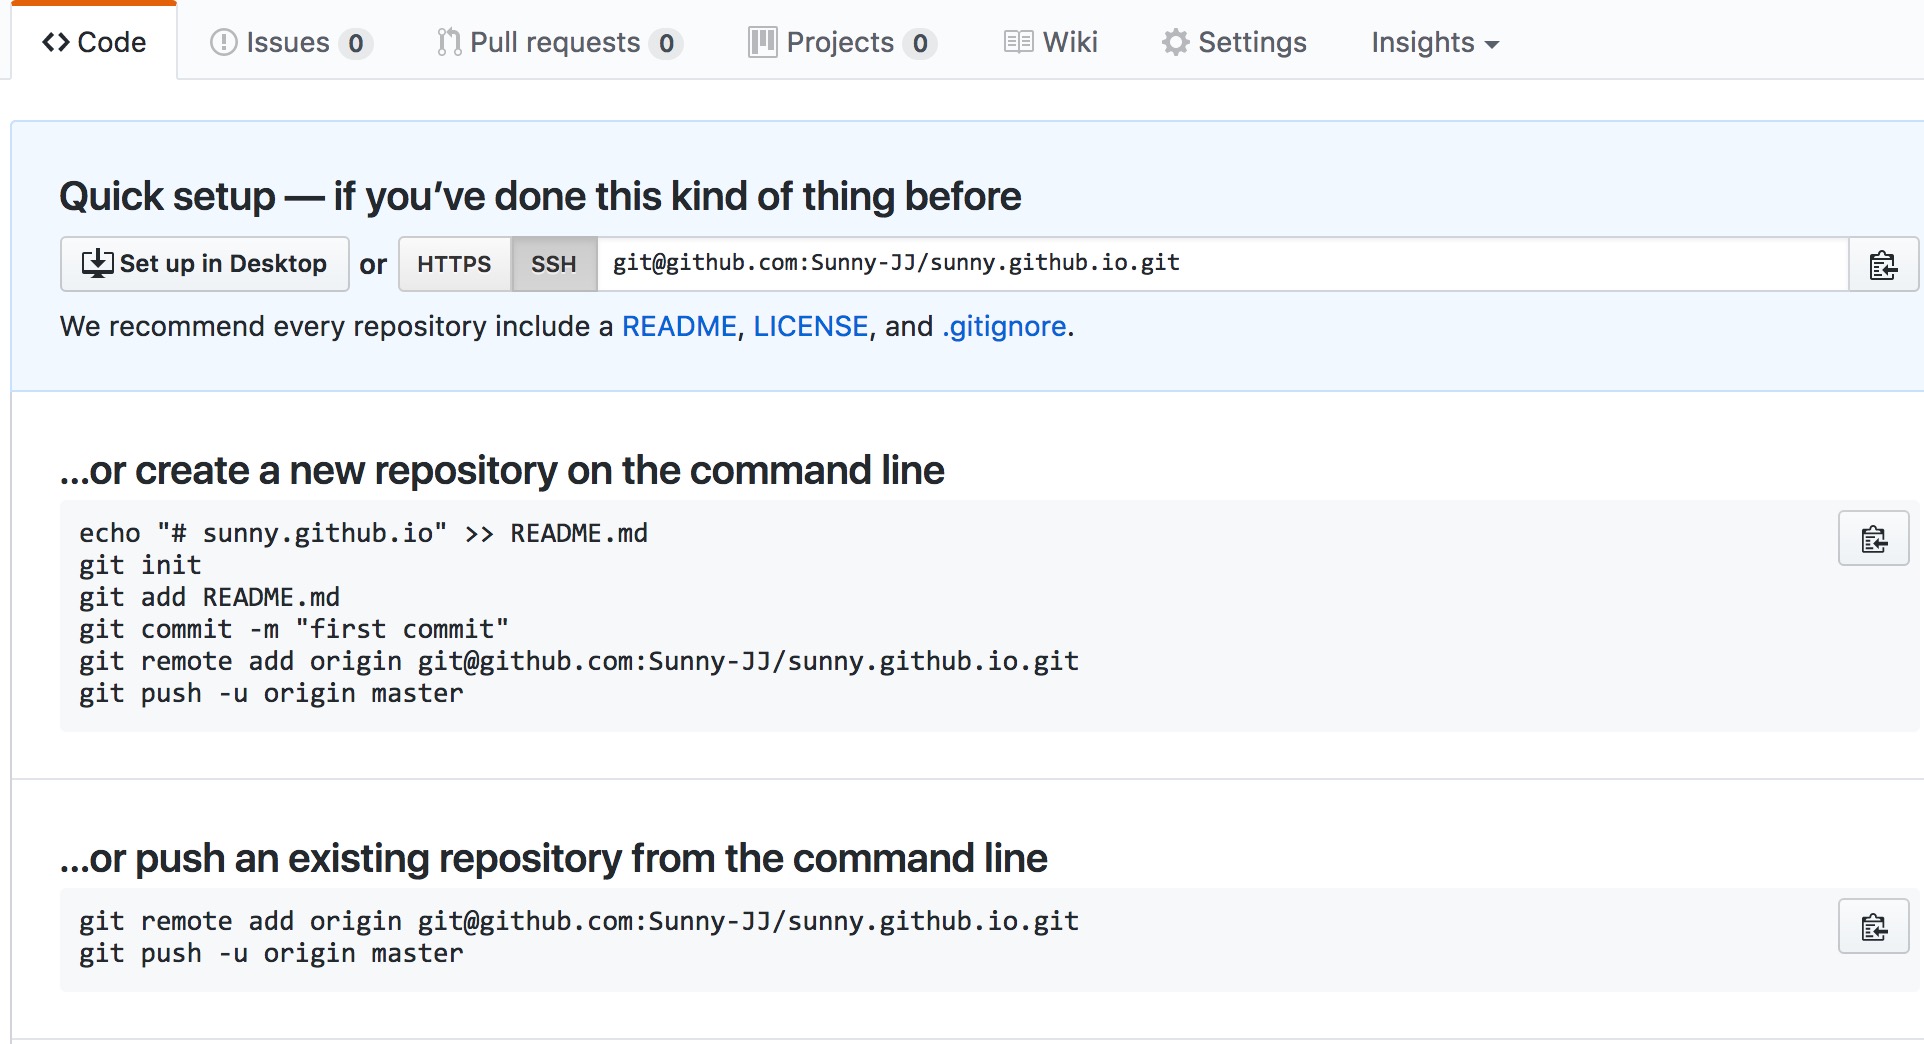 Code Issues 0 Pull requests 0 Projects 0 Wiki Settings Insights
Quick setup — if you’ve done this kind of thing before
Set up in Desktop or HTTPS SSH git@github.com:Sunny-JJ/sunny.github.io.git
We recommend every repository include a README, LICENSE, and .gitignore.
…or create a new repository on the command line
echo "# sunny.github.io" >> README.md
git init
git add README.md
git commit -m "first commit"
git remote add origin git@github.com:Sunny-JJ/sunny.github.io.git
git push -u origin master
…or push an existing repository from the command line
git remote add origin git@github.com:Sunny-JJ/sunny.github.io.git
git push -u origin master